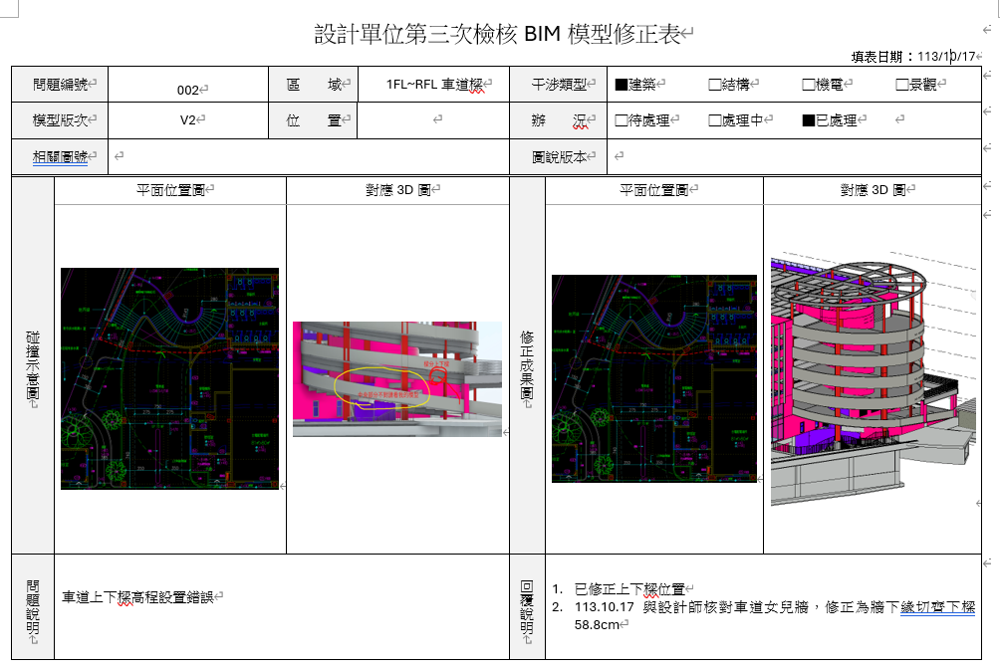 設計單位第三次檢核 BIM 模型修正表
填表日期：113/10/17
問題編號 002 區 域 1FL~RFL 車道樑 干涉類型 ■建築 □結構 □機電 □景觀
模型版次 V2 位 置 辦 況 □待處理 □處理中 ■已處理
相關圖號 圖說版本
平面位置圖 對應 3D 圖 平面位置圖 對應 3D 圖
碰撞示意圖
修正成果圖
問題說明
車道上下樑高程設置錯誤
回覆說明
1. 已修正上下樑位置
2. 113.10.17 與設計師核對車道女兒牆，修正為牆下緣切齊下樑
58.8cm